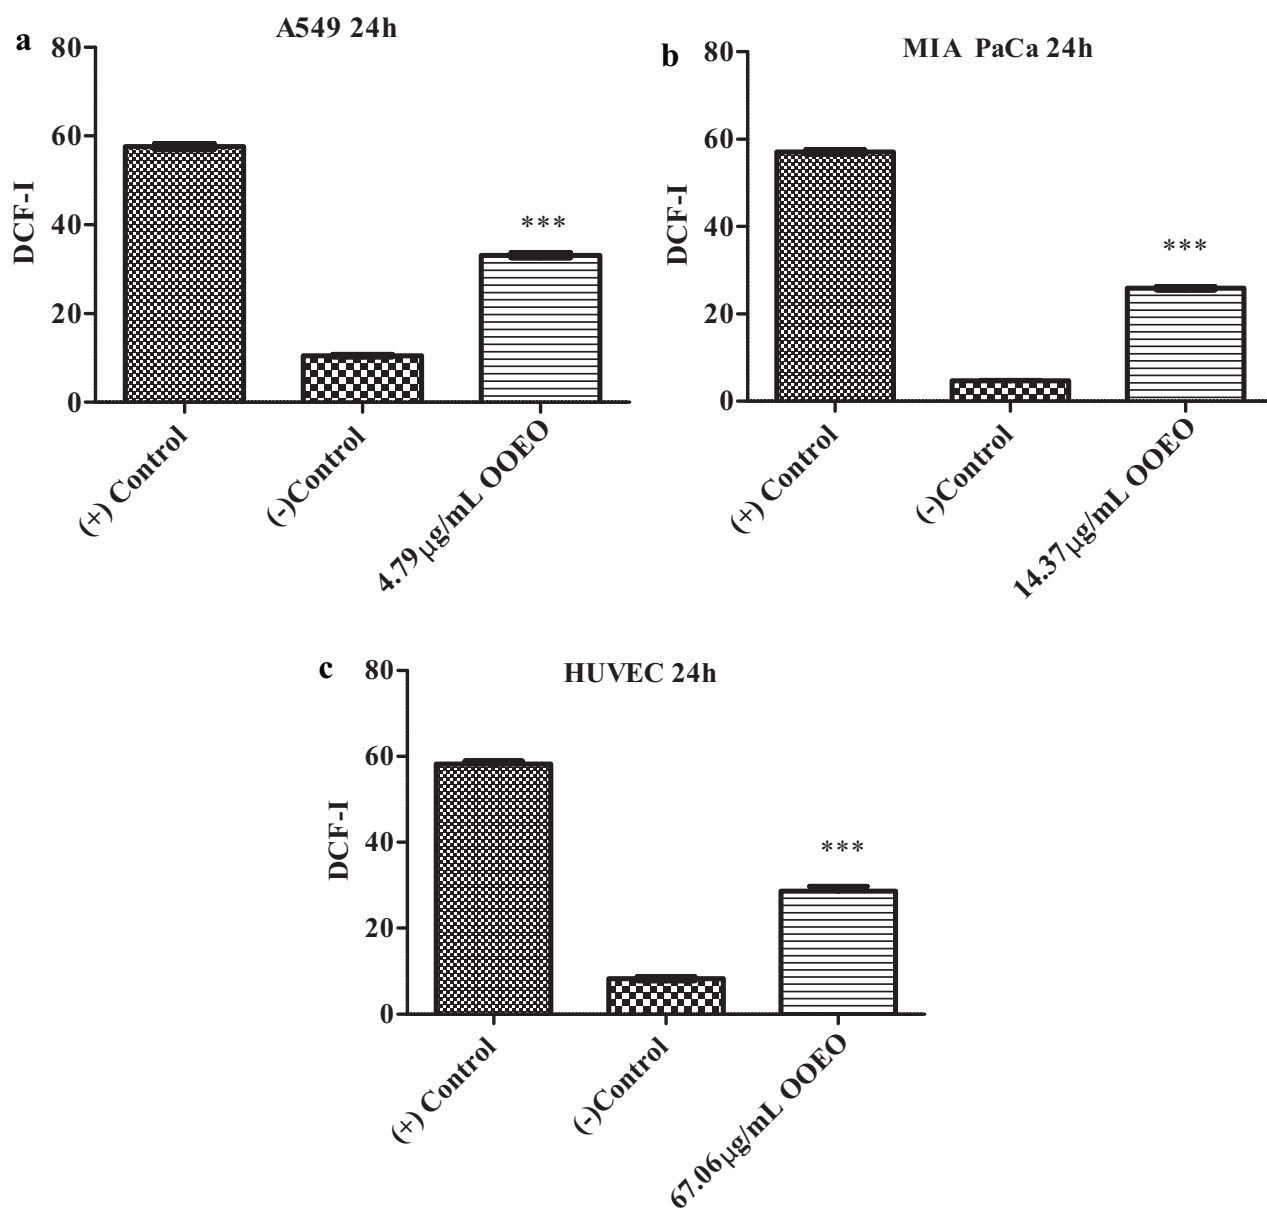 a
A549 24h
80
60
40
20
0
DCF-I
***
(+) Control
(-)Control
4.79µg/mL OOEO
b
MIA PaCa 24h
80
60
40
20
0
DCF-I
***
(+) Control
(-)Control
14.37µg/mL OOEO
c
HUVEC 24h
80
60
40
20
0
DCF-I
***
(+) Control
(-)Control
67.06µg/mL OOEO